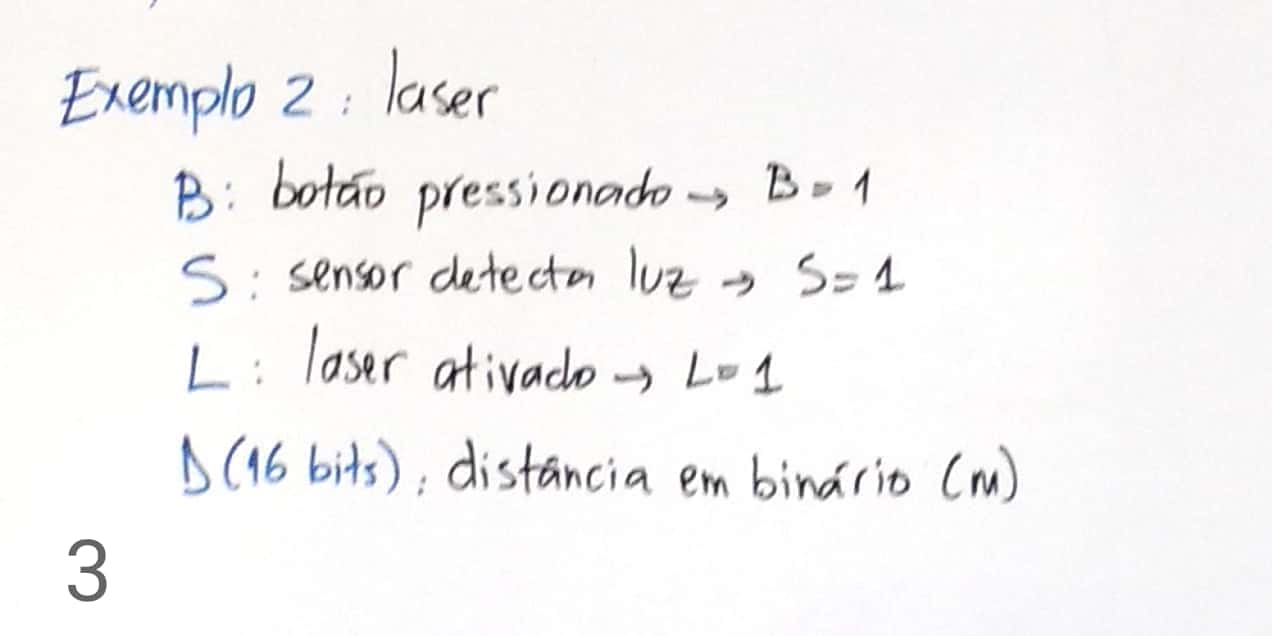 Exemplo 2: laser
B: botão pressionado → B=1
S: sensor detecta luz → S=1
L: laser ativado → L=1
D (16 bits): distância em binário (m)
3